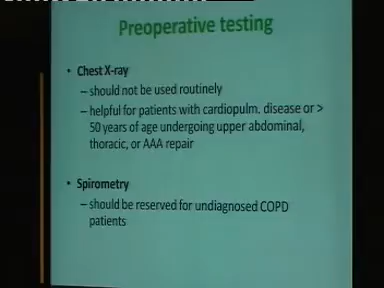 Preoperative testing
• Chest X-ray
– should not be used routinely
– helpful for patients with cardiopulm. disease or >
50 years of age undergoing upper abdominal,
thoracic, or AAA repair
• Spirometry
– should be reserved for undiagnosed COPD
patients